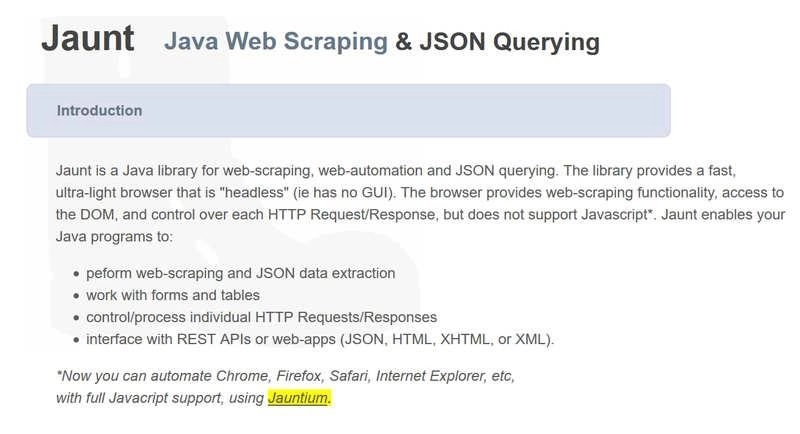 Jaunt Java Web Scraping & JSON Querying
Introduction
Jaunt is a Java library for web-scraping, web-automation and JSON querying. The library provides a fast,
ultra-light browser that is "headless" (ie has no GUI). The browser provides web-scraping functionality, access to
the DOM, and control over each HTTP Request/Response, but does not support Javascript*. Jaunt enables your
Java programs to:
• peform web-scraping and JSON data extraction
• work with forms and tables
• control/process individual HTTP Requests/Responses
• interface with REST APIs or web-apps (JSON, HTML, XHTML, or XML).
*Now you can automate Chrome, Firefox, Safari, Internet Explorer, etc,
with full Javacript support, using Jauntium.